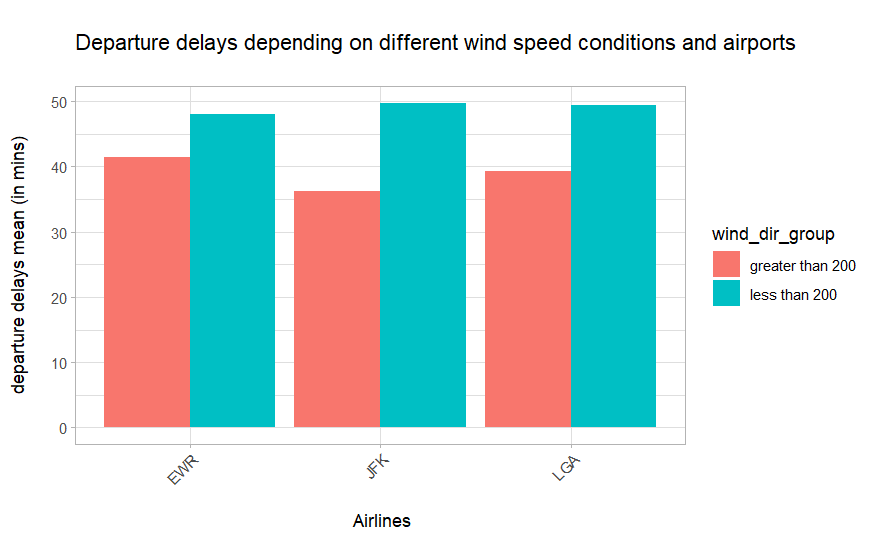 Departure delays depending on different wind speed conditions and airports
departure delays mean (in mins)
50
40
30
20
10
0
EWR
JFK
LGA
Airlines
wind_dir_group
greater than 200
less than 200